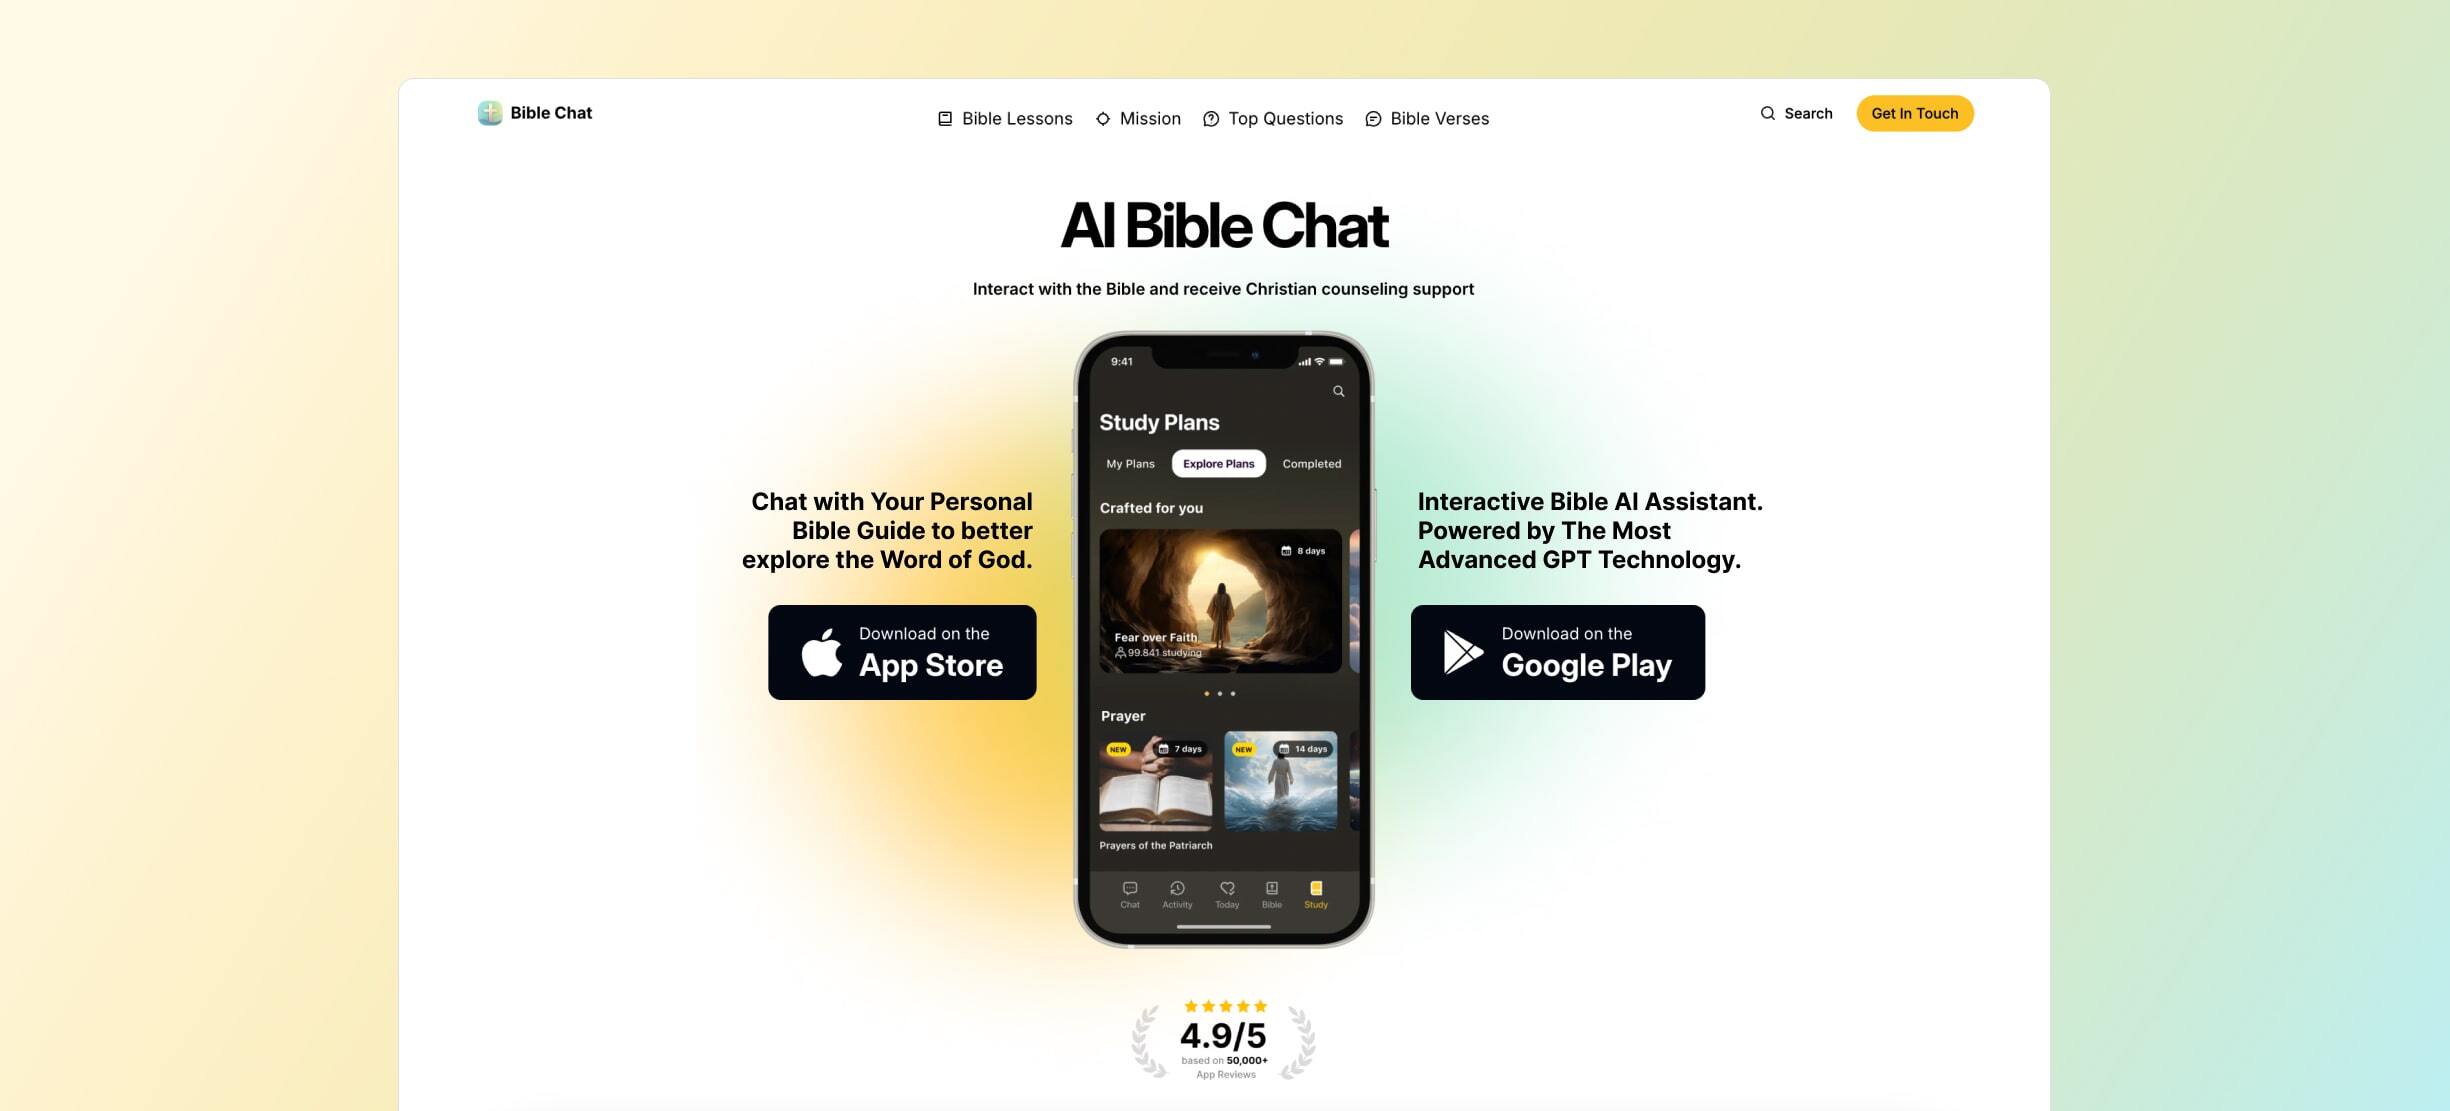 Bible Chat
Bible Lessons
Mission
Top Questions
Bible Verses
Search
Get In Touch
AI Bible Chat
Interact with the Bible and receive Christian counseling support
Chat with Your Personal
Bible Guide to better
explore the Word of God.
Download on the
App Store
9:41
Study Plans
My Plans
Explore Plans
Completed
Crafted for you
8 days
Fear over Faith
99.841 studying
Prayer
NEW
7 days
NEW
14 days
Prayers of the Patriarch
Chat
Activity
Today
Bible
Study
Interactive Bible AI Assistant.
Powered by The Most
Advanced GPT Technology.
Download on the
Google Play
4.9/5
based on 50,000+
App Reviews